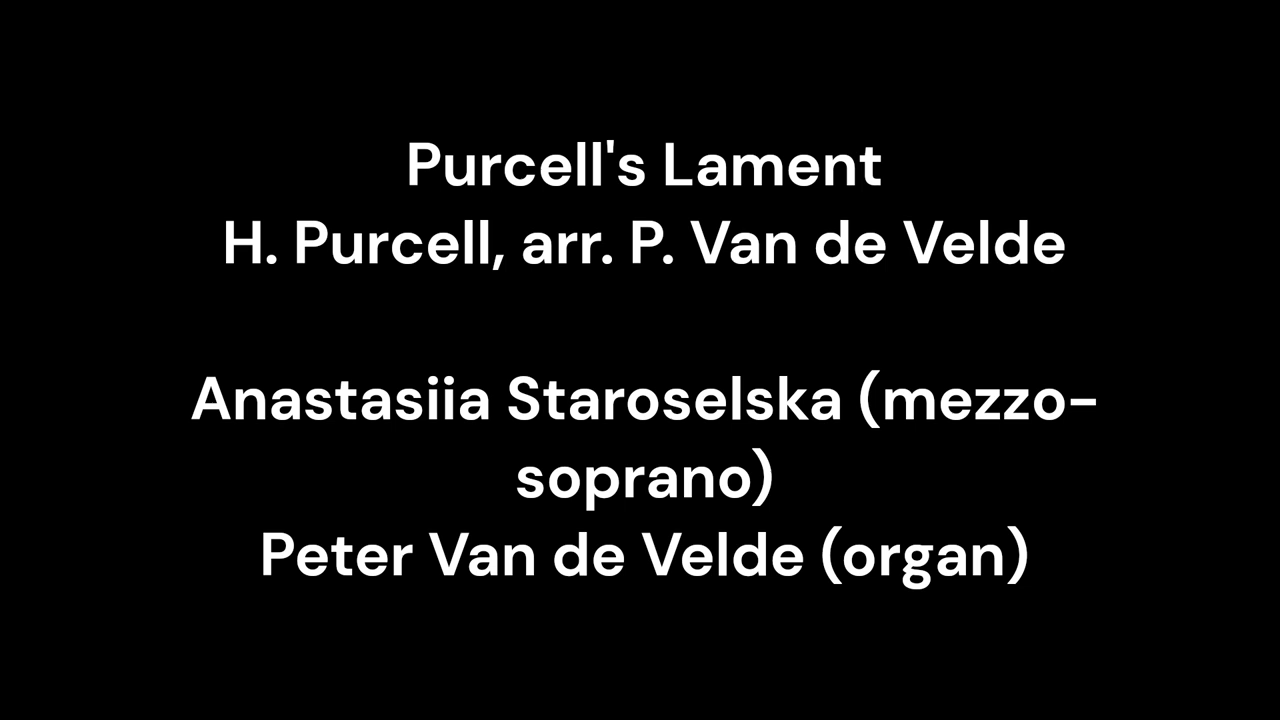 Purcell's Lament
H. Purcell, arr. P. Van de Velde
Anastasiia Staroselska (mezzo-
soprano)
Peter Van de Velde (organ)